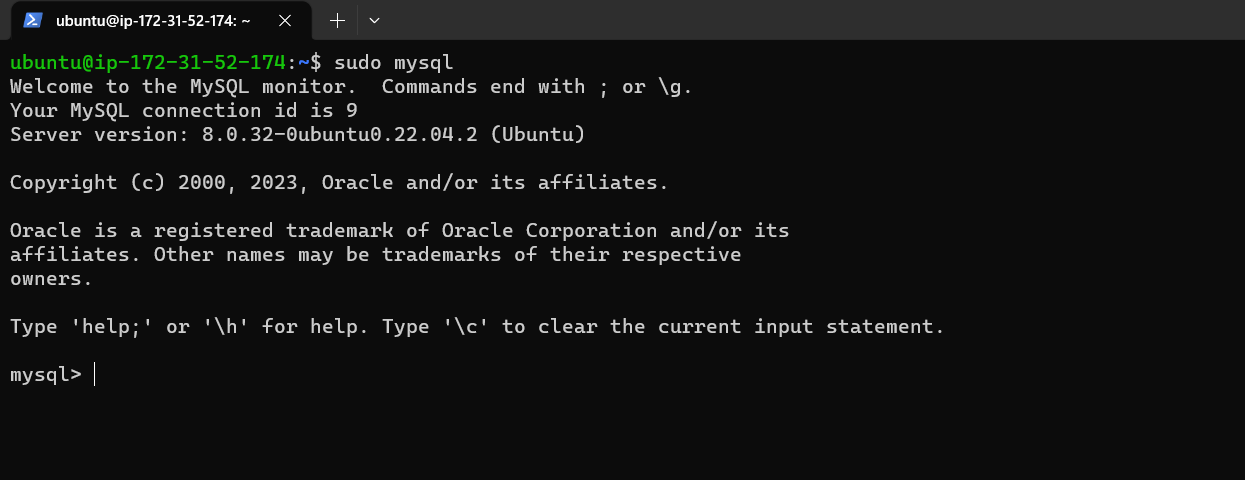 ubuntu@ip-172-31-52-174: ~
ubuntu@ip-172-31-52-174:~$ sudo mysql
Welcome to the MySQL monitor.  Commands end with ; or \g.
Your MySQL connection id is 9
Server version: 8.0.32-0ubuntu0.22.04.2 (Ubuntu)
Copyright (c) 2000, 2023, Oracle and/or its affiliates.
Oracle is a registered trademark of Oracle Corporation and/or its
affiliates. Other names may be trademarks of their respective
owners.
Type 'help;' or '\h' for help. Type '\c' to clear the current input statement.
mysql>